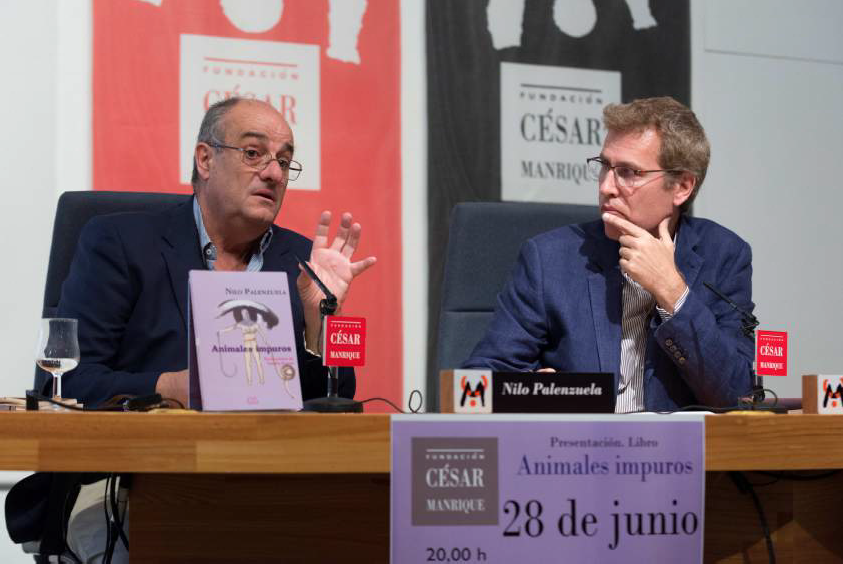 FUNDACIÓN
CÉSAR
FUNDACIÓN
CÉSAR
MANRIQUE
NILO PALENZUELA
Animales impuros
FUNDACIÓN
CÉSAR
MANRIQUE
Nilo Palenzuela
FUNDACIÓN
CÉSAR
MANRIQUE
FUNDACIÓN
CÉSAR
MANRIQUE
Presentación. Libro
Animales impuros
28 de junio
20,00 h